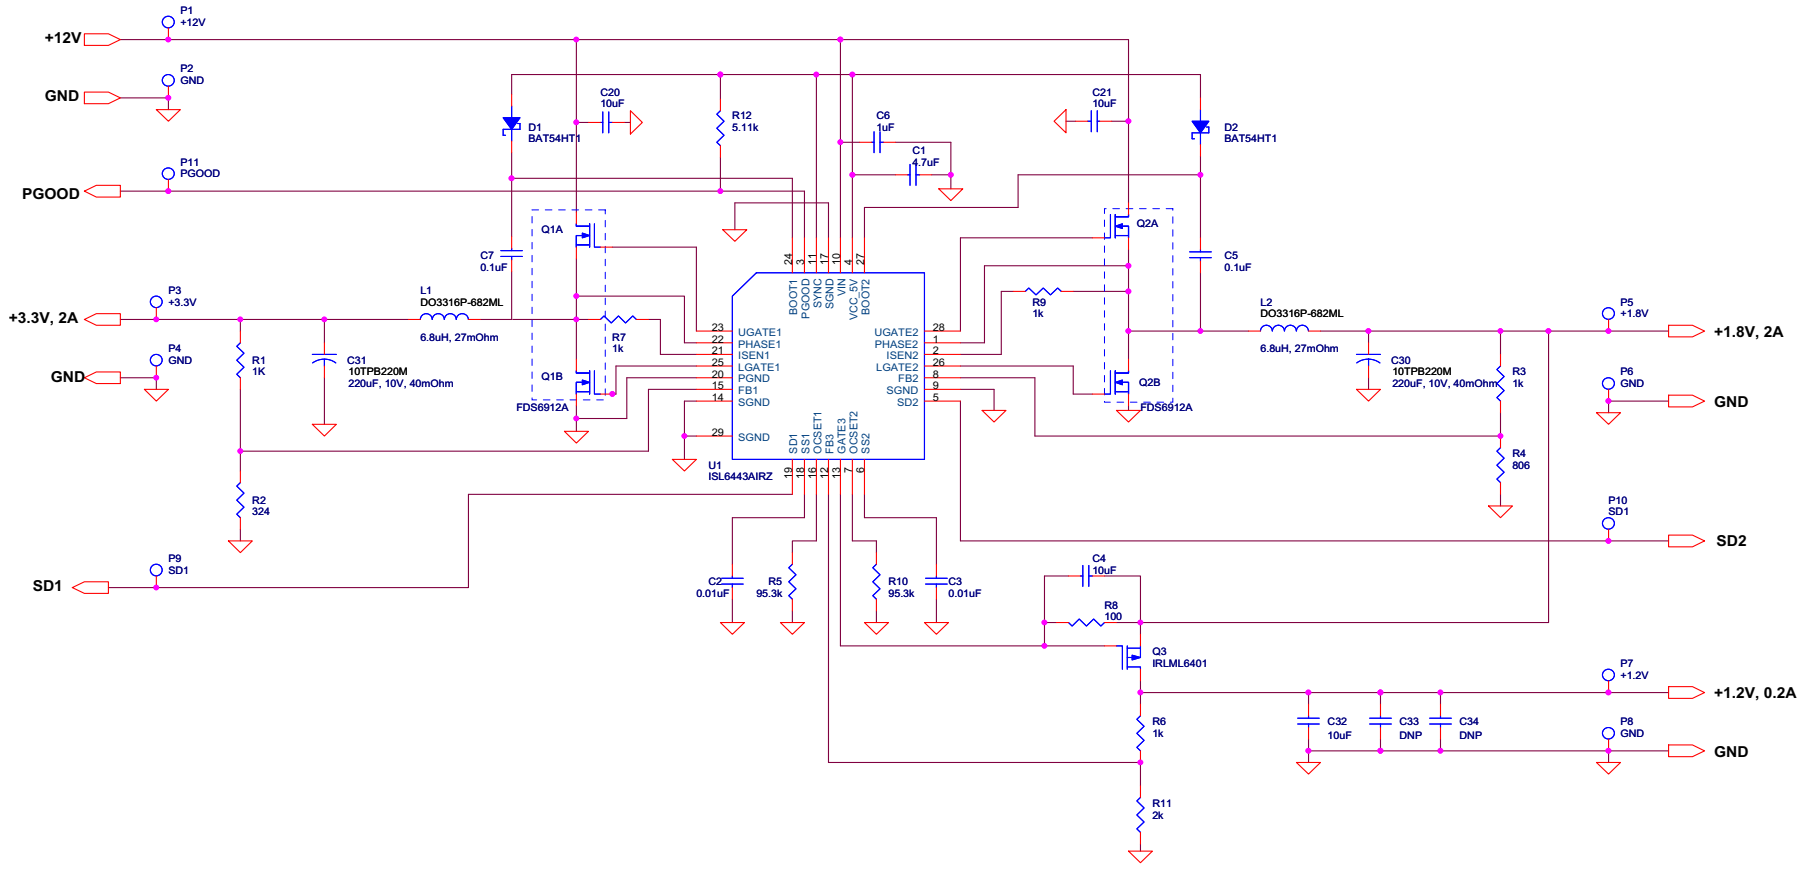 P1
+12V
+12V
P2
GND
GND
C20
10uF
C21
10uF
D1
BAT54HT1
R12
5.11k
C6
1uF
C1
4.7uF
D2
BAT54HT1
P11
PGOOD
PGOOD
Q1A
Q2A
C7
0.1uF
C5
0.1uF
24
3
11
17
10
4
27
BOOT1
PGOOD
SYNC
SGND
VIN
VCC_5V
BOOT2
P3
+3.3V
+3.3V, 2A
L1
DO3316P-682ML
6.8uH, 27mOhm
R7
1k
R9
1k
L2
DO3316P-682ML
6.8uH, 27mOhm
P5
+1.8V
+1.8V, 2A
23
UGATE1
22
PHASE1
21
ISEN1
25
LGATE1
20
PGND
15
FB1
14
SGND
29
SGND
UGATE2
28
PHASE2
1
ISEN2
2
LGATE2
26
FB2
8
SGND
9
SD2
5
P4
GND
GND
R1
1K
C31
10TPB220M
220uF, 10V, 40mOhm
Q1B
FDS6912A
Q2B
FDS6912A
C30
10TPB220M
220uF, 10V, 40mOhm
R3
1k
P6
GND
GND
SD1
SS1
OCSET1
FB3
GATE3
OCSET2
SS2
19
18
16
12
13
7
6
U1
ISL6443AIRZ
R4
806
R2
324
P10
SD1
SD2
P9
SD1
SD1
C2
0.01uF
R5
95.3k
R10
95.3k
C3
0.01uF
C4
10uF
R8
100
Q3
IRLML6401
P7
+1.2V
+1.2V, 0.2A
R6
1k
C32
10uF
C33
DNP
C34
DNP
P8
GND
GND
R11
2k